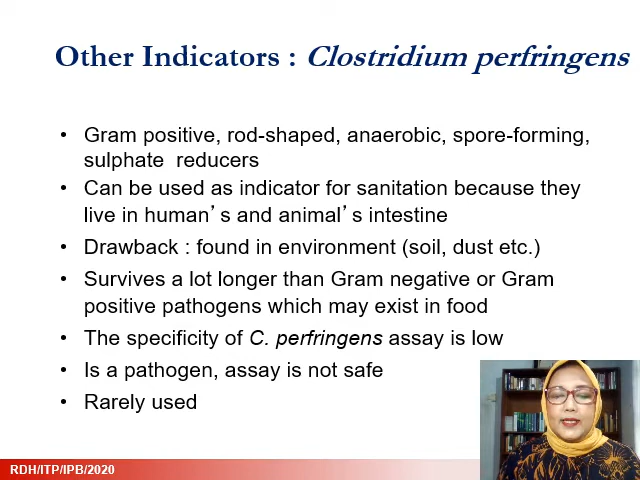 Other Indicators : Clostridium perfringens
• Gram positive, rod-shaped, anaerobic, spore-forming,
sulphate reducers
• Can be used as indicator for sanitation because they
live in human’s and animal’s intestine
• Drawback : found in environment (soil, dust etc.)
• Survives a lot longer than Gram negative or Gram
positive pathogens which may exist in food
• The specificity of C. perfringens assay is low
• Is a pathogen, assay is not safe
• Rarely used
RDH/ITP/IPB/2020